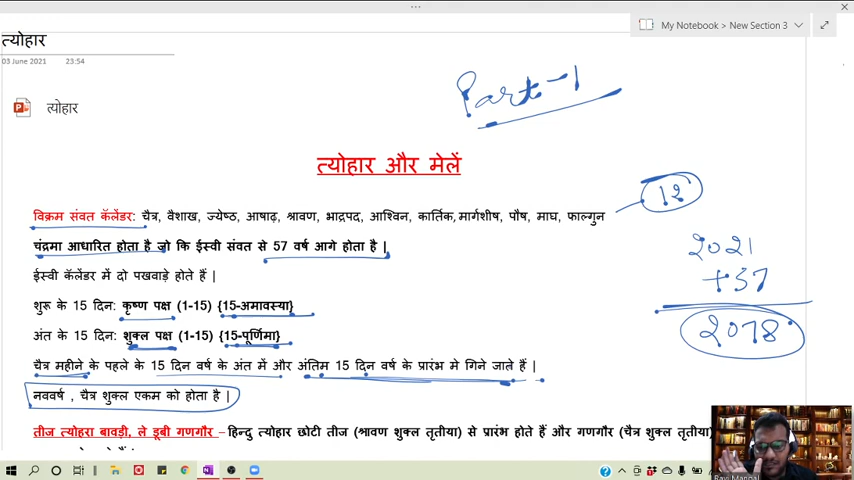 My Notebook > New Section 3
त्योहार
03 June 2021 23:54
त्योहार
Part-1
त्योहार और मेलें
विक्रम संवत कॅलेंडर: चैत्र, वैशाख, ज्येष्ठ, आषाढ़, श्रावण, भाद्रपद, आश्विन, कार्तिक,मार्गशीष, पौष, माघ, फाल्गुन
12
चंद्रमा आधारित होता है जो कि ईस्वी संवत से 57 वर्ष आगे होता है |
2021
+57
2078
ईस्वी कॅलेंडर में दो पखवाड़े होते हैं |
शुरू के 15 दिन: कृष्ण पक्ष (1-15) {15-अमावस्या}
अंत के 15 दिन: शुक्ल पक्ष (1-15) {15-पूर्णिमा}
चैत्र महीने के पहले के 15 दिन वर्ष के अंत में और अंतिम 15 दिन वर्ष के प्रारंभ मे गिने जाते हैं |
नववर्ष , चैत्र शुक्ल एकम को होता है |
तीज त्योहरा बावड़ी, ले डूबी गणगौर –हिन्दु त्योहार छोटी तीज (श्रावण शुक्ल तृतीया) से प्रारंभ होते हैं और गणगौर (चैत्र शुक्ल तृतीया)
Ravi Mangal